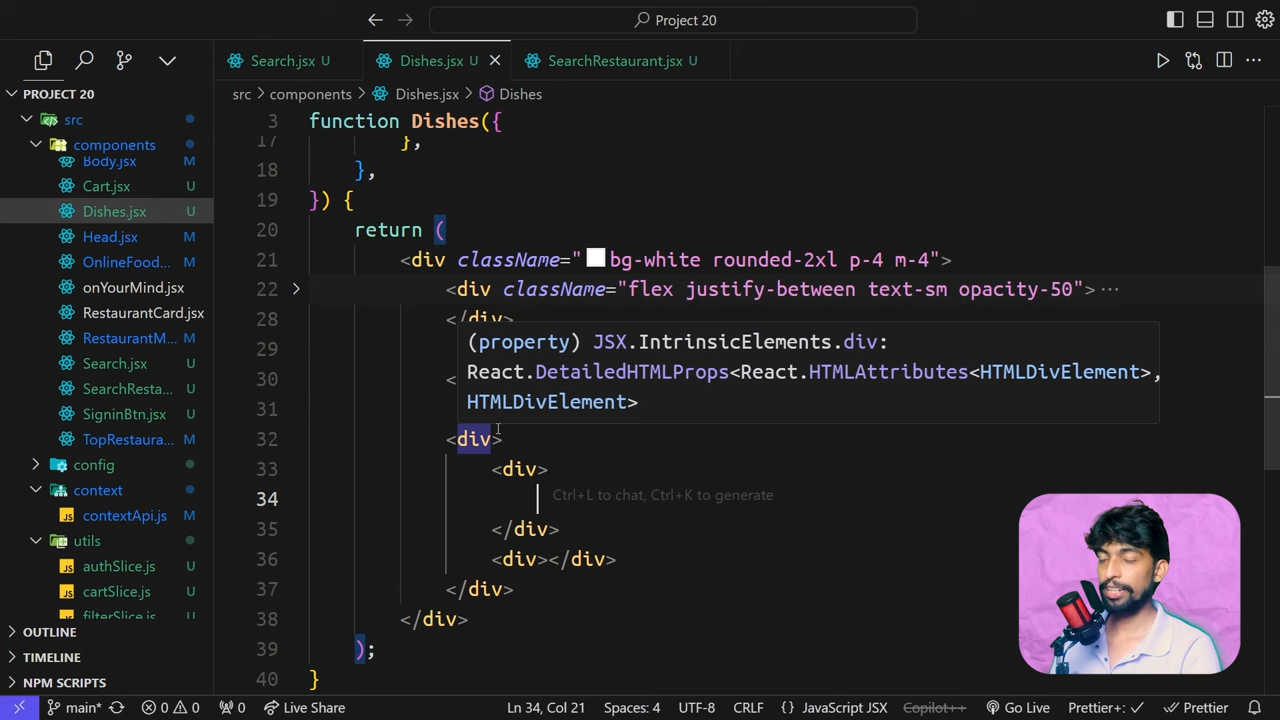 Project 20
Search.jsx U
Dishes.jsx U
SearchRestaurant.jsx U
PROJECT 20
src
components
Body.jsx M
Cart.jsx U
Dishes.jsx U
Head.jsx M
OnlineFood... M
onYourMind.jsx
RestaurantCard.jsx
RestaurantM... M
Search.jsx U
SearchResta... U
SigninBtn.jsx U
TopRestaura... M
config
context
contextApi.js M
utils
authSlice.js U
cartSlice.js U
filterSlice.js U
OUTLINE
TIMELINE
NPM SCRIPTS
src > components > Dishes.jsx > Dishes
3 function Dishes({
17 },
18 },
19 }) {
20 return (
21 <div className="bg-white rounded-2xl p-4 m-4">
22 <div className="flex justify-between text-sm opacity-50">...
28 </div>
29
30 <
31
(property) JSX.IntrinsicElements.div:
React.DetailedHTMLProps<React.HTMLAttributes<HTMLDivElement>,
HTMLDivElement>
32 <div>
33 <div>
34 Ctrl+L to chat, Ctrl+K to generate
35 </div>
36 <div></div>
37 </div>
38 </div>
39 );
40 }
main* 0 0 0 Live Share Ln 34, Col 21 Spaces: 4 UTF-8 CRLF {} JavaScript JSX Copilot++ Go Live Prettier+: Prettier